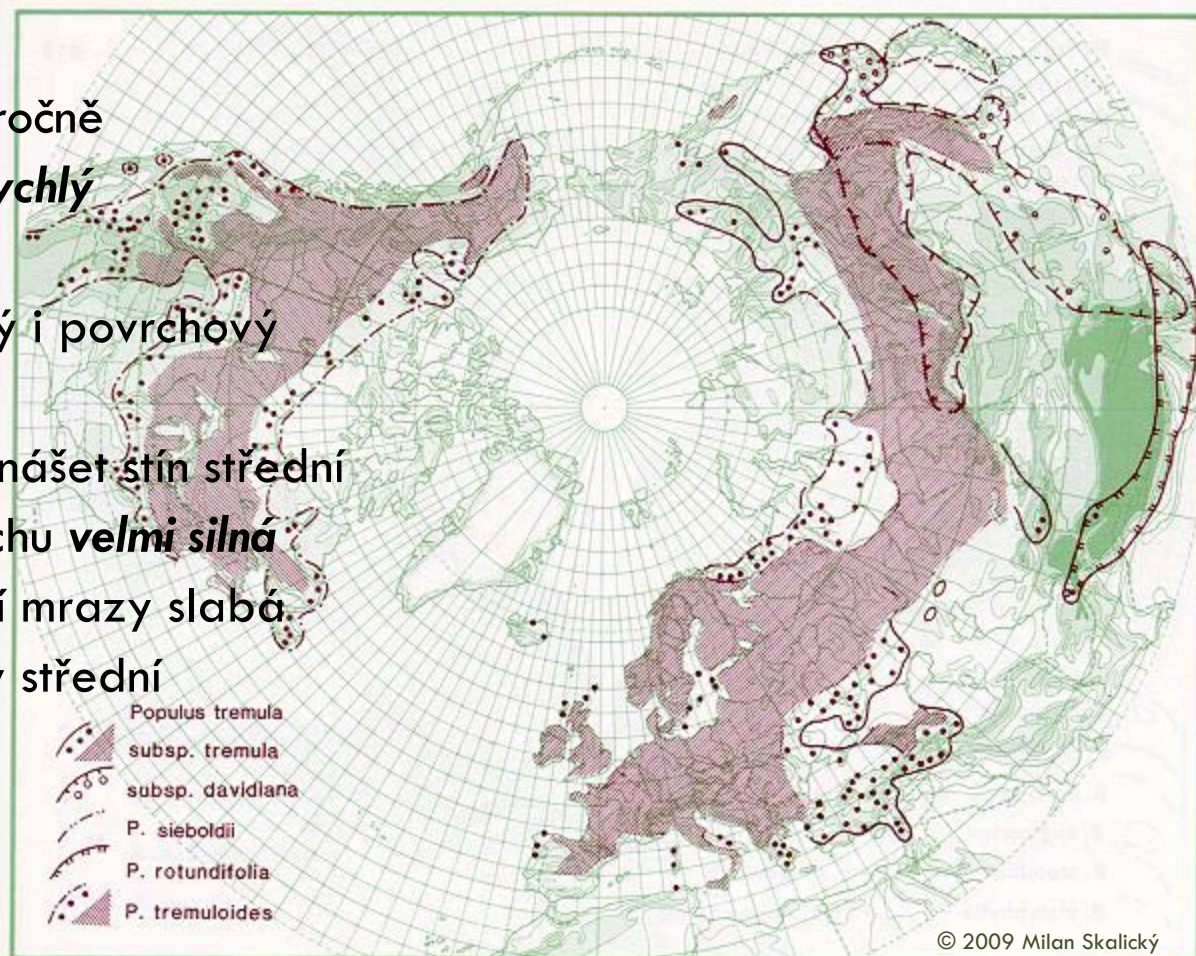 ročně
ychlý
ý i povrchový
nášet stín střední
chu velmi silná
í mrazy slabá
y střední
Populus tremula
subsp. tremula
subsp. davidiana
P. sieboldii
P. rotundifolia
P. tremuloides
© 2009 Milan Skalický